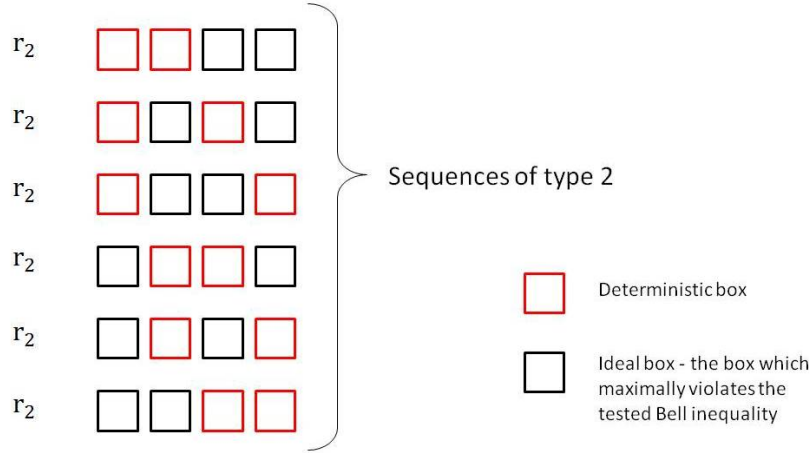 r₂
r₂
r₂
r₂
r₂
r₂
Sequences of type 2
Deterministic box
Ideal box - the box which
maximally violates the
tested Bell inequality